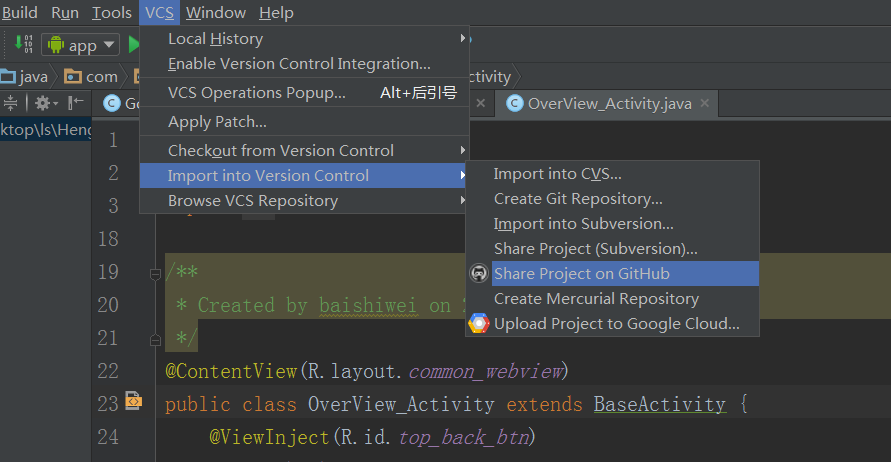 Build Run Tools VCS Window Help
app
java com ctivity
Local History
Enable Version Control Integration...
VCS Operations Popup... Alt+后引号
Apply Patch...
Checkout from Version Control
Import into Version Control
Browse VCS Repository
Import into CVS...
Create Git Repository...
Import into Subversion...
Share Project (Subversion)...
Share Project on GitHub
Create Mercurial Repository
Upload Project to Google Cloud...
Go OverView_Activity.java
ktop\ls\Heng
1
2
3
18
19 /**
20 * Created by baishiwei on
21 */
22 @ContentView(R.layout.common_webview)
23 public class OverView_Activity extends BaseActivity {
24 @ViewInject(R.id.top_back_btn)